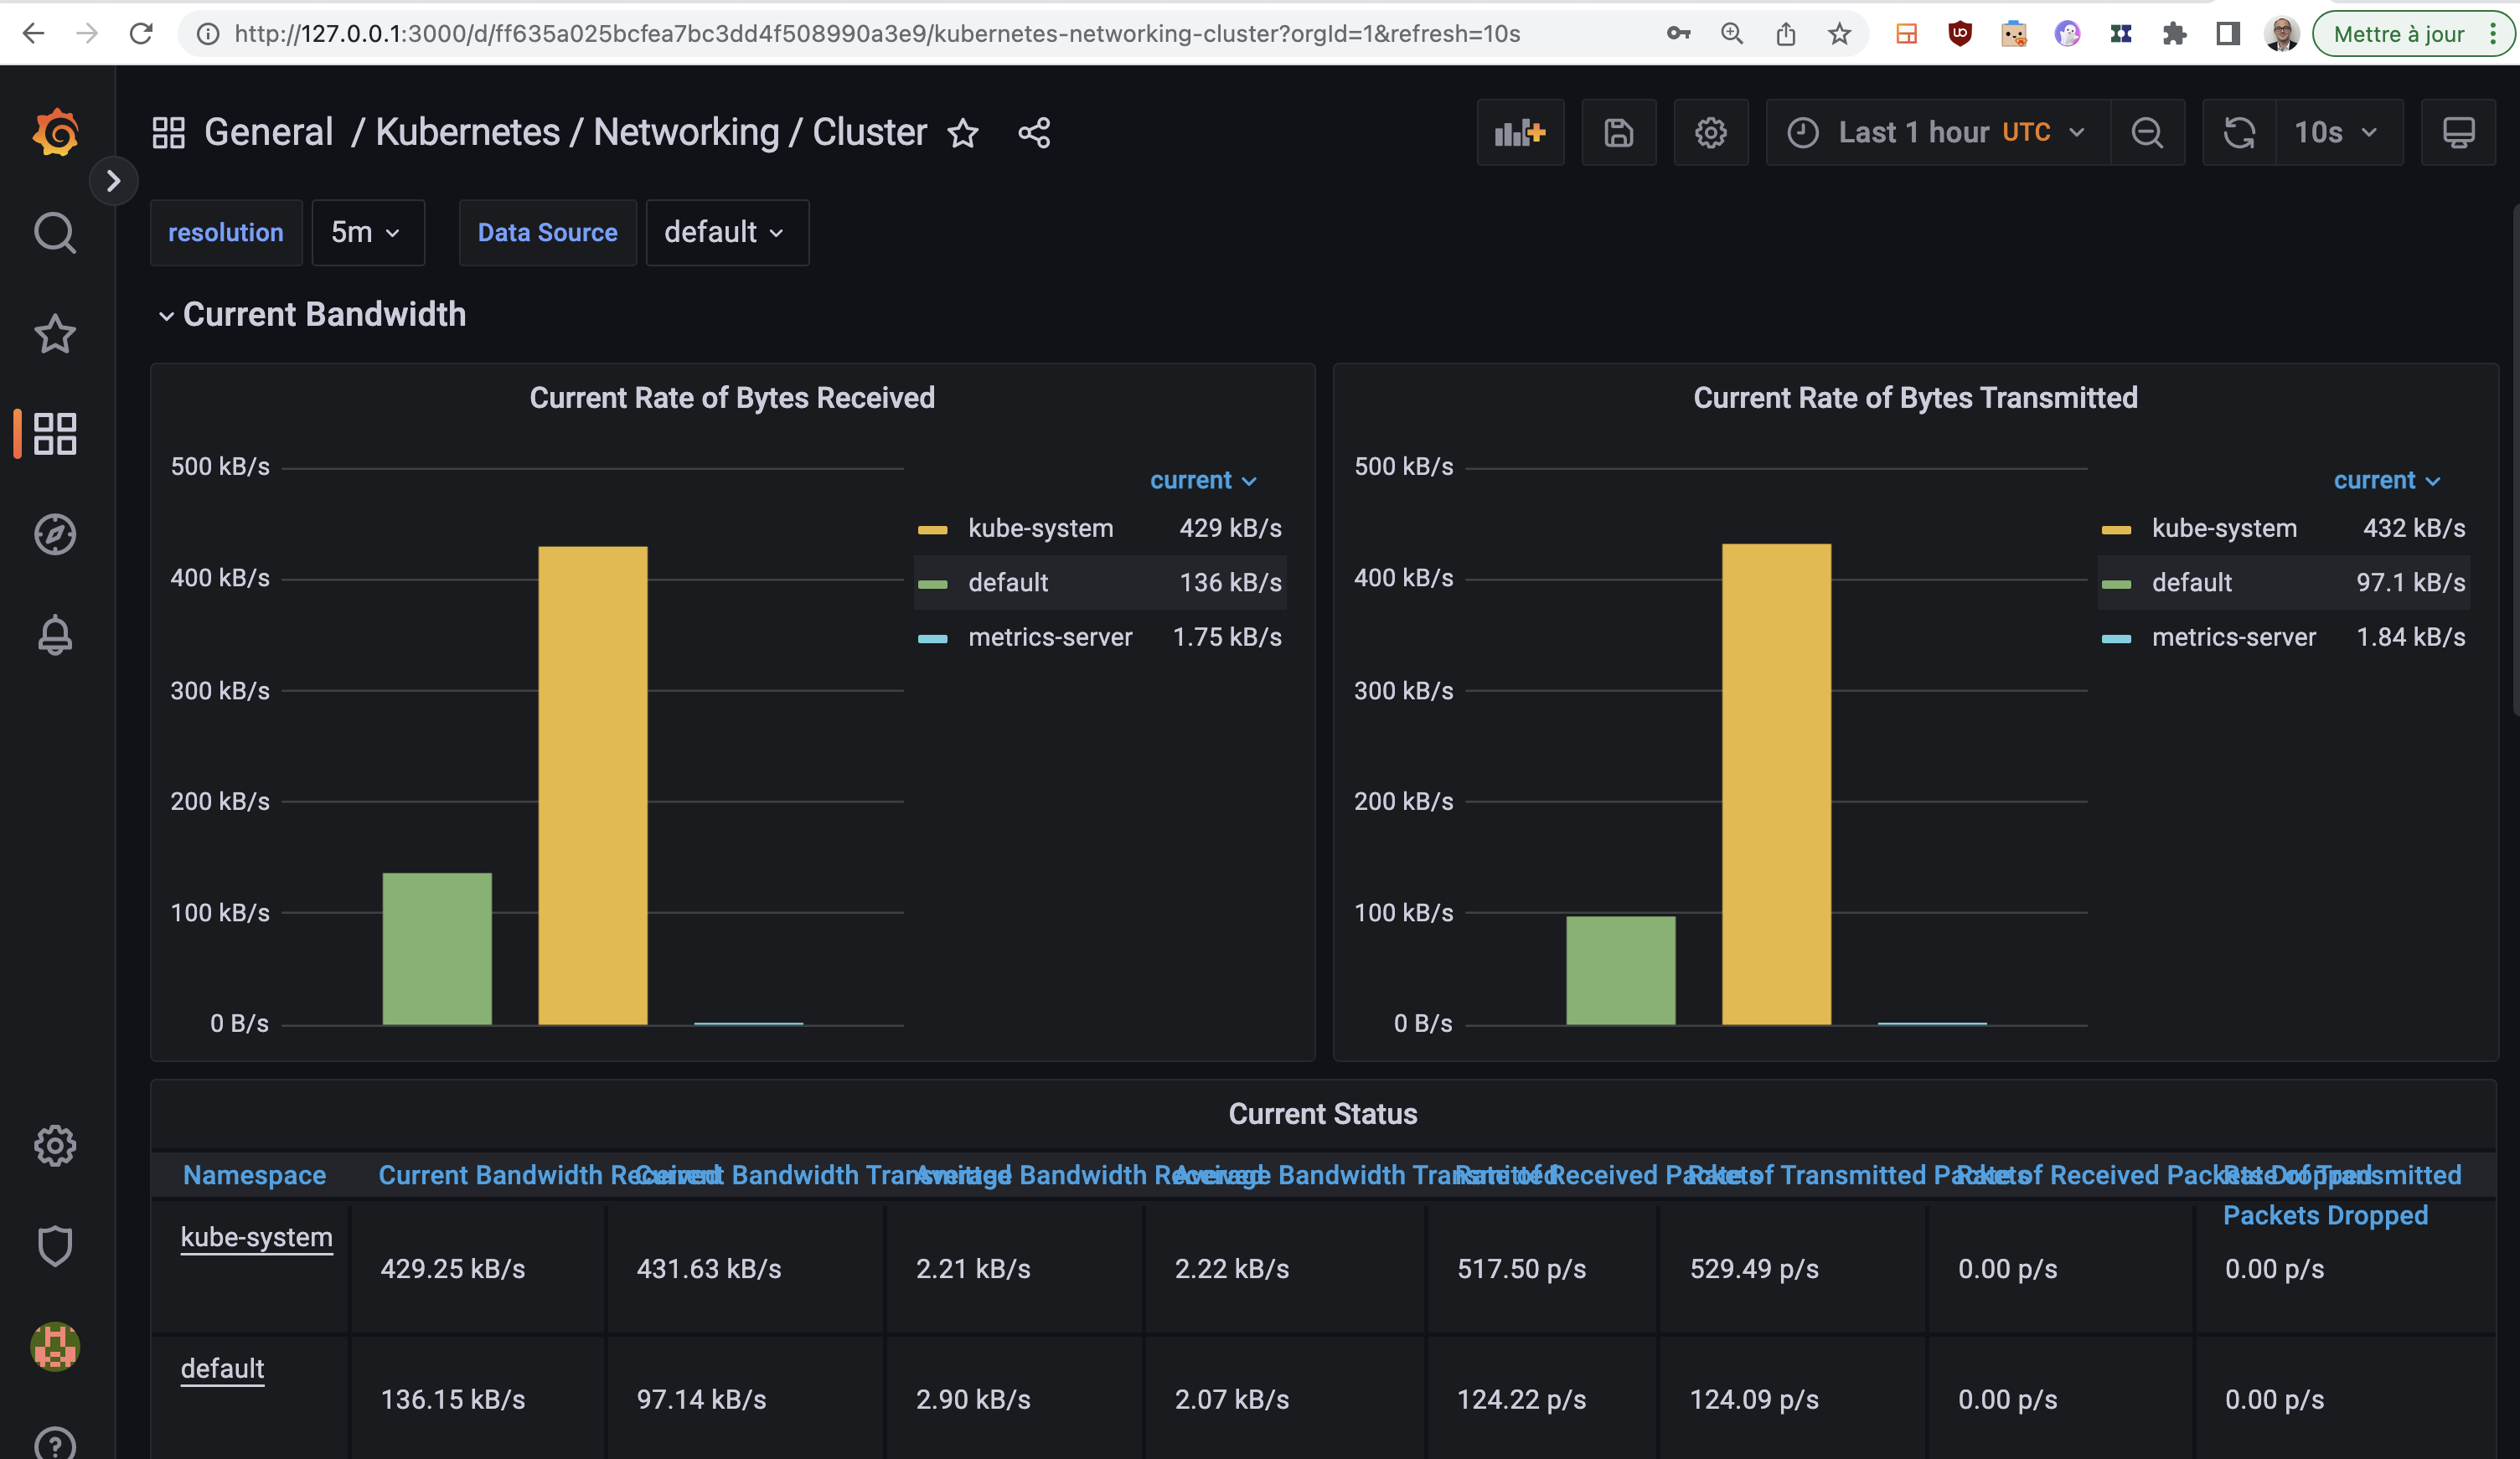 http://127.0.0.1:3000/d/ff635a025bcfea7bc3dd4f508990a3e9/kubernetes-networking-cluster?orgId=1&refresh=10s
Mettre à jour
General / Kubernetes / Networking / Cluster
Last 1 hour UTC
10s
resolution 5m Data Source default
Current Bandwidth
Current Rate of Bytes Received
500 kB/s
400 kB/s
300 kB/s
200 kB/s
100 kB/s
0 B/s
current
kube-system 429 kB/s
default 136 kB/s
metrics-server 1.75 kB/s
Current Rate of Bytes Transmitted
500 kB/s
400 kB/s
300 kB/s
200 kB/s
100 kB/s
0 B/s
current
kube-system 432 kB/s
default 97.1 kB/s
metrics-server 1.84 kB/s
Current Status
Namespace Current Bandwidth Received Current Bandwidth Transmitted Average Bandwidth Received Average Bandwidth Transmitted Rate of Received Packets Rate of Transmitted Packets Rate of Received Packets Dropped Rate of Transmitted
Packets Dropped
kube-system 429.25 kB/s 431.63 kB/s 2.21 kB/s 2.22 kB/s 517.50 p/s 529.49 p/s 0.00 p/s 0.00 p/s
default 136.15 kB/s 97.14 kB/s 2.90 kB/s 2.07 kB/s 124.22 p/s 124.09 p/s 0.00 p/s 0.00 p/s